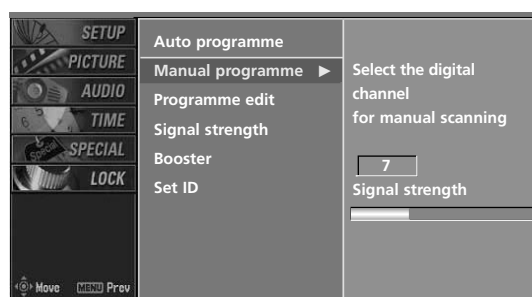 SETUP
PICTURE
AUDIO
TIME
SPECIAL
LOCK
Move MENU Prev
Auto programme
Manual programme ►
Programme edit
Signal strength
Booster
Set ID
Select the digital
channel
for manual scanning
7
Signal strength